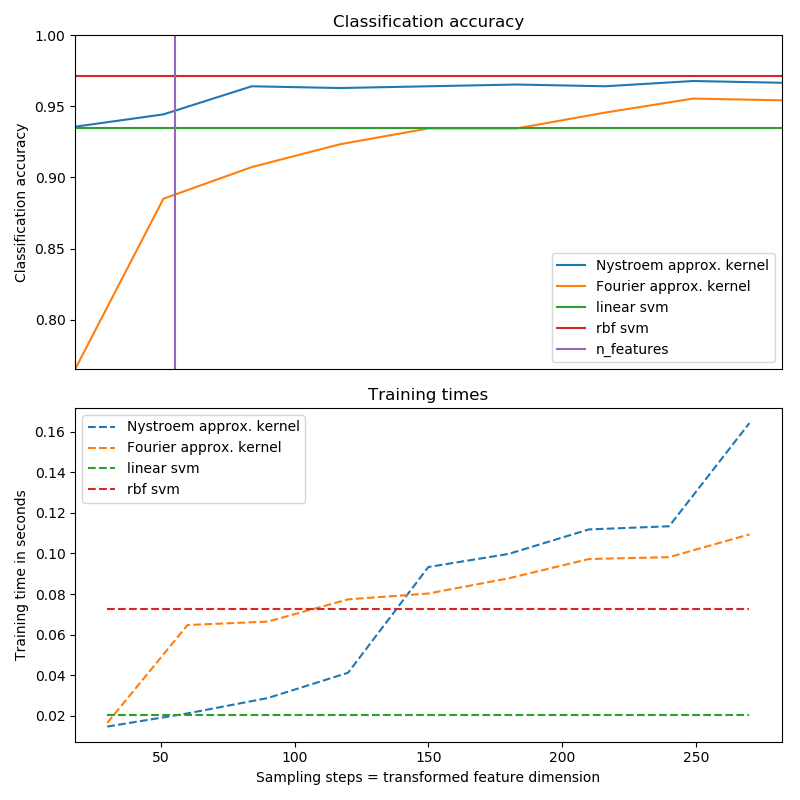 Classification accuracy
1.00
0.95
0.90
0.85
0.80
Classification accuracy
Nystroem approx. kernel
Fourier approx. kernel
linear svm
rbf svm
n_features
Training times
0.16
0.14
0.12
0.10
0.08
0.06
0.04
0.02
Training time in seconds
Nystroem approx. kernel
Fourier approx. kernel
linear svm
rbf svm
50
100
150
200
250
Sampling steps = transformed feature dimension